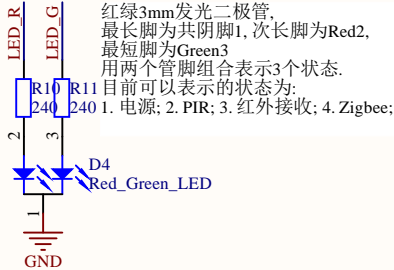 LED_R
LED_G
红绿3mm发光二极管,
最长脚为共阴脚1, 次长脚为Red2,
最短脚为Green3
用两个管脚组合表示3个状态.
目前可以表示的状态为:
1. 电源; 2. PIR; 3. 红外接收; 4. Zigbee;
R10
240
R11
240
2
3
D4
Red_Green_LED
1
GND